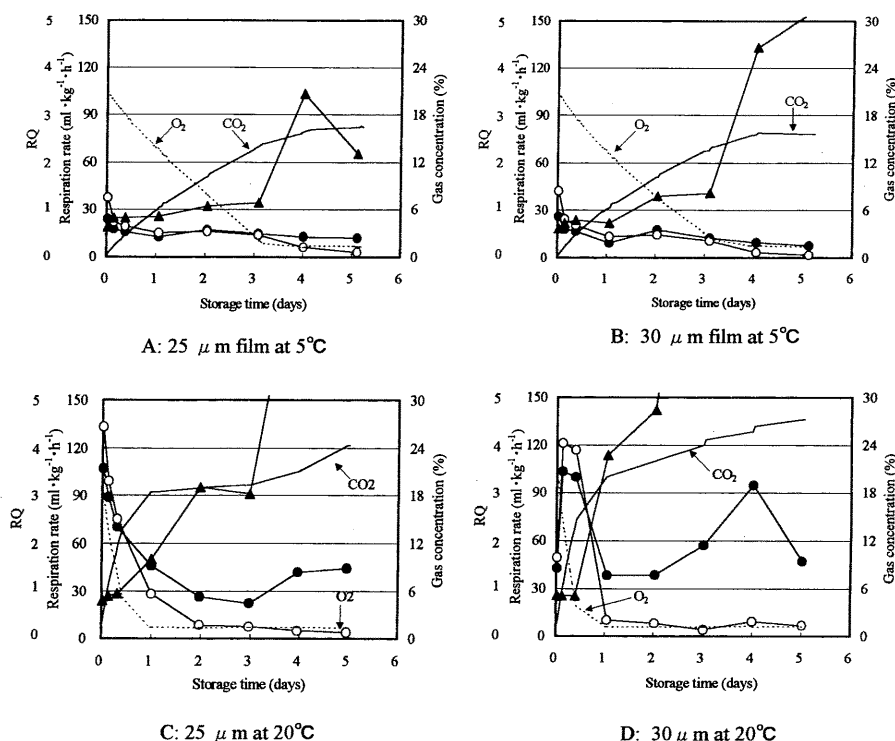 5 150 30
4 120 24
3 90 18
2 60 12
1 30 6
0 0 0
RQ
Respiration rate (ml・kg⁻¹・h⁻¹)
O₂
CO₂
Gas concentration (%)
0 1 2 3 4 5 6
Storage time (days)
A: 25 μm film at 5℃
5 150 30
4 120 24
3 90 18
2 60 12
1 30 6
0 0 0
RQ
Respiration rate (ml・kg⁻¹・h⁻¹)
O₂
CO₂
Gas concentration (%)
0 1 2 3 4 5 6
Storage time (days)
B: 30 μm film at 5℃
5 150 30
4 120 24
3 90 18
2 60 12
1 30 6
0 0 0
RQ
Respiration rate (ml・kg⁻¹・h⁻¹)
CO2
O2
Gas concentration (%)
0 1 2 3 4 5 6
Storage time (days)
C: 25 μm at 20℃
5 150 30
4 120 24
3 90 18
2 60 12
1 30 6
0 0 0
RQ
Respiration rate (ml・kg⁻¹・h⁻¹)
CO₂
O₂
Gas concentration (%)
0 1 2 3 4 5 6
Storage time (days)
D: 30 μm at 20℃